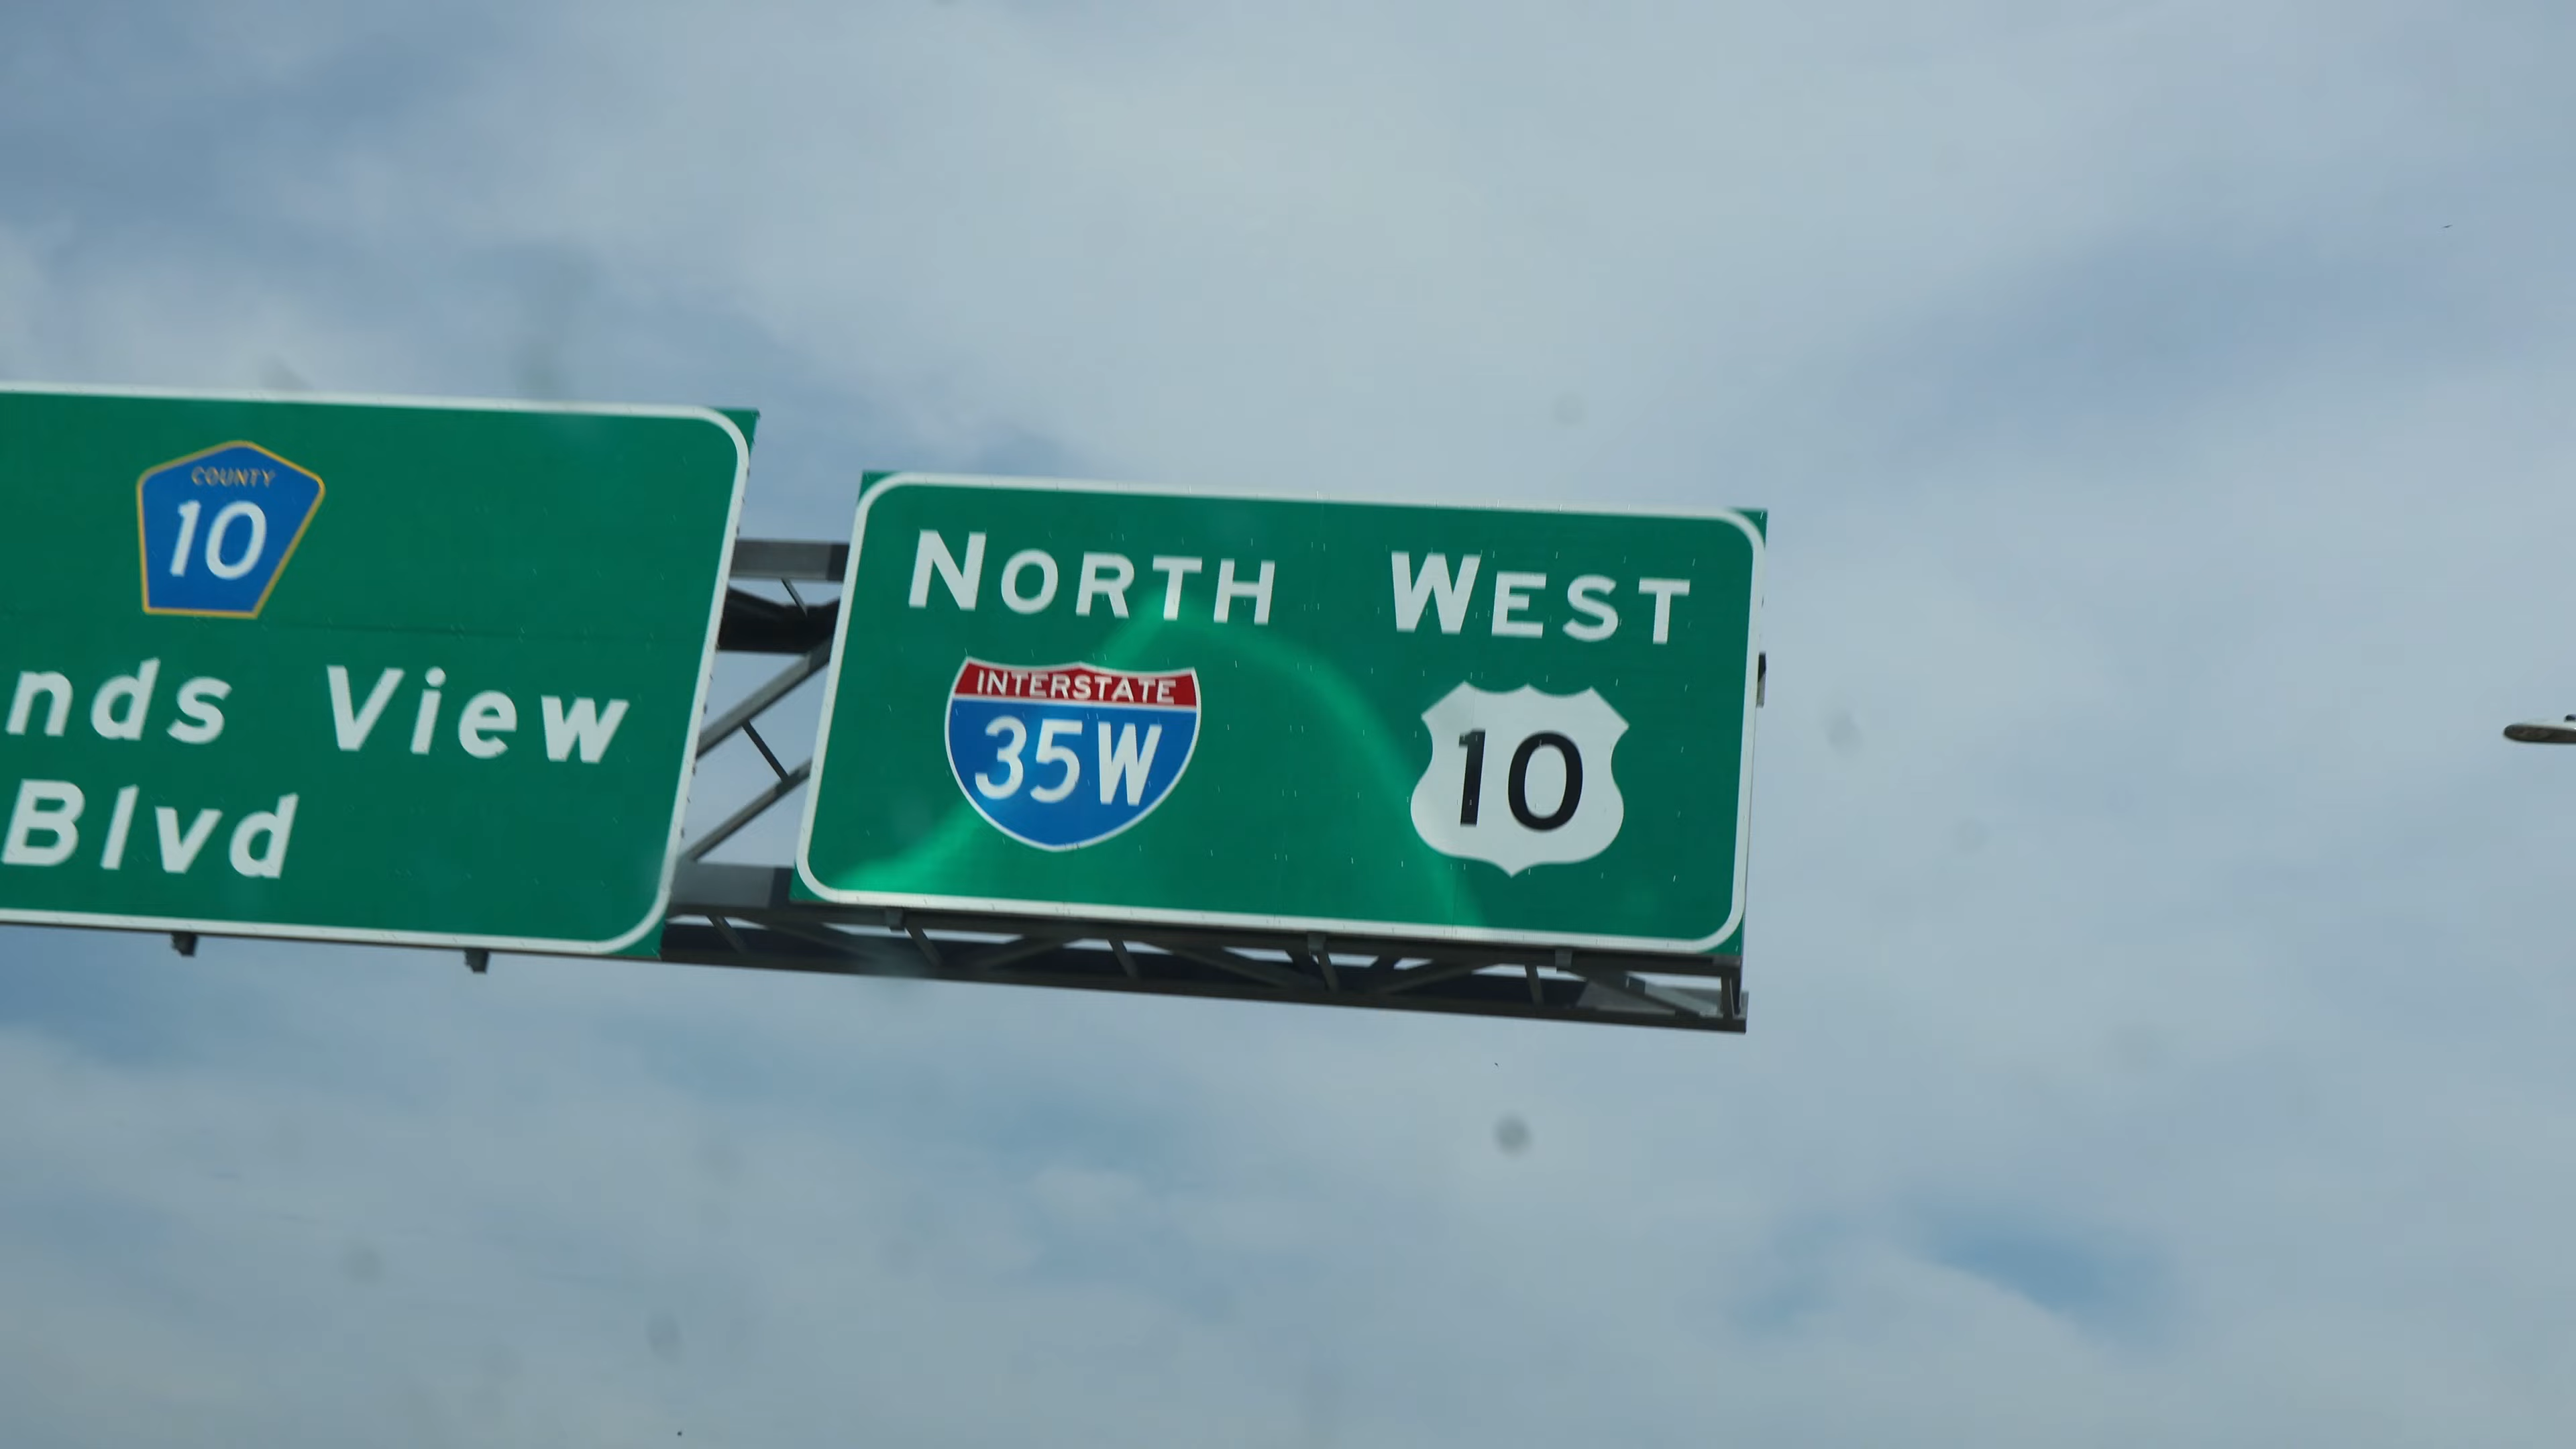 COUNTY
10
nds View
Blvd
NORTH WEST
INTERSTATE
35W
10